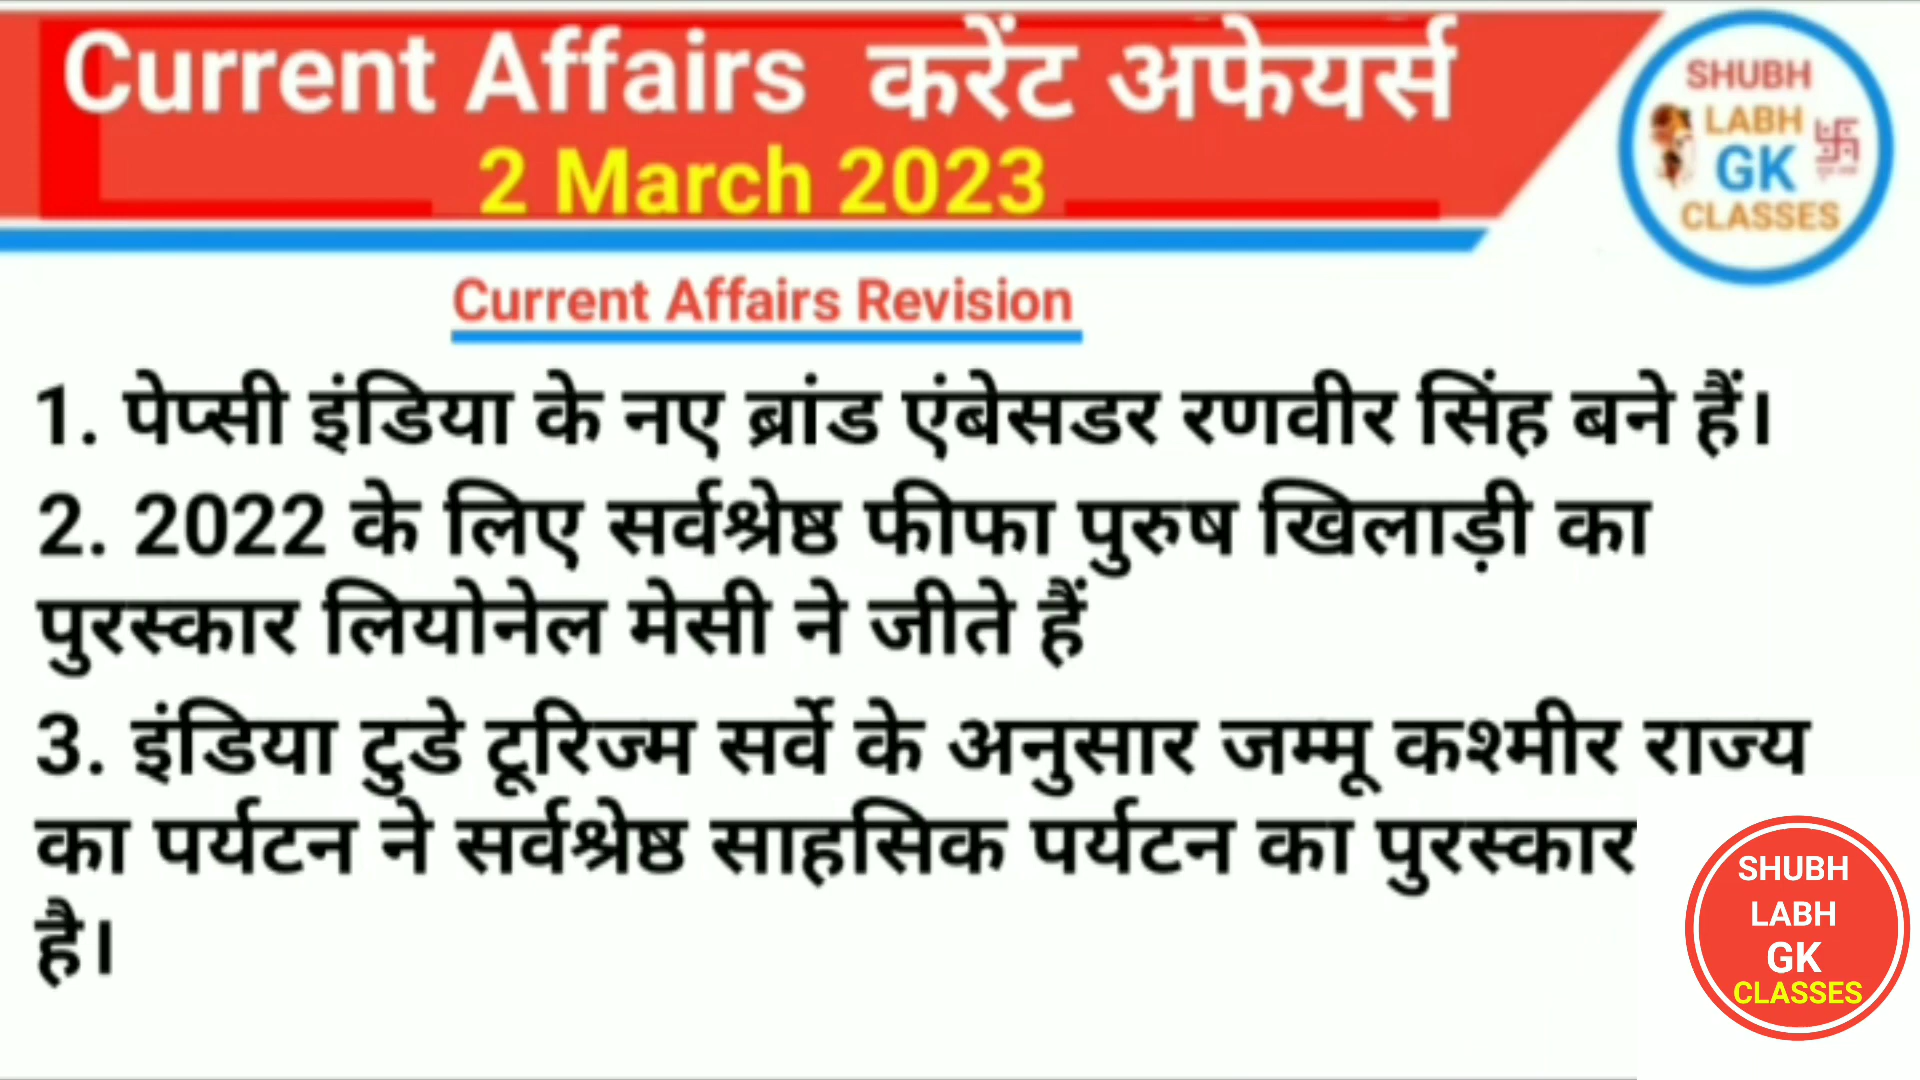 Current Affairs करेंट अफेयर्स
2 March 2023
SHUBH
LABH
GK
CLASSES
Current Affairs Revision
1. पेप्सी इंडिया के नए ब्रांड एंबेसडर रणवीर सिंह बने हैं।
2. 2022 के लिए सर्वश्रेष्ठ फीफा पुरुष खिलाड़ी का
पुरस्कार लियोनेल मेसी ने जीते हैं
3. इंडिया टुडे टूरिज्म सर्वे के अनुसार जम्मू कश्मीर राज्य
का पर्यटन ने सर्वश्रेष्ठ साहसिक पर्यटन का पुरस्कार
है।
SHUBH
LABH
GK
CLASSES